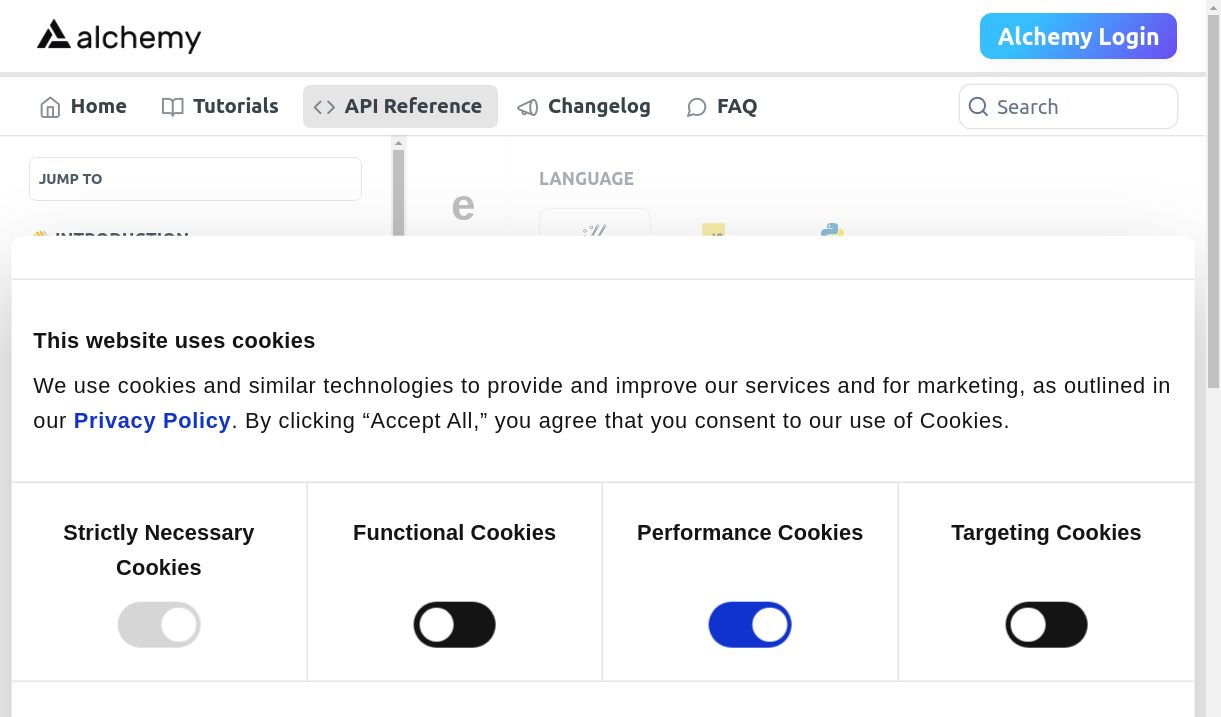 alchemy
Alchemy Login
Home
Tutorials
API Reference
Changelog
FAQ
Search
JUMP TO
INTRODUCTION
e
LANGUAGE
This website uses cookies
We use cookies and similar technologies to provide and improve our services and for marketing, as outlined in
our Privacy Policy. By clicking “Accept All,” you agree that you consent to our use of Cookies.
Strictly Necessary
Cookies
Functional Cookies
Performance Cookies
Targeting Cookies